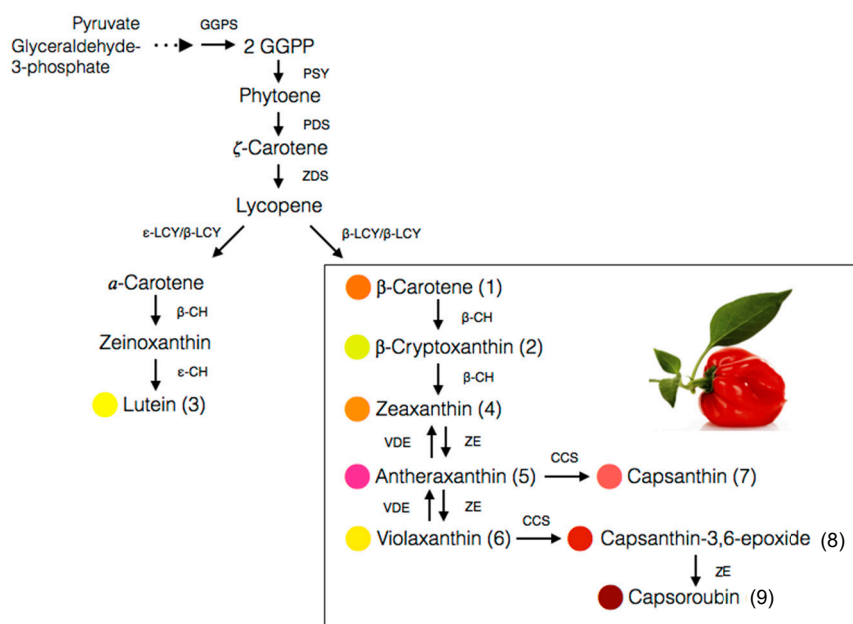 Pyruvate
Glyceraldehyde-
3-phosphate
GGPS
2 GGPP
PSY
Phytoene
PDS
ζ-Carotene
ZDS
Lycopene
ε-LCY/β-LCY
β-LCY/β-LCY
α-Carotene
β-CH
Zeinoxanthin
ε-CH
Lutein (3)
β-Carotene (1)
β-CH
β-Cryptoxanthin (2)
β-CH
Zeaxanthin (4)
VDE
ZE
Antheraxanthin (5)
CCS
Capsanthin (7)
VDE
ZE
Violaxanthin (6)
CCS
Capsanthin-3,6-epoxide (8)
ZE
Capsoroubin (9)